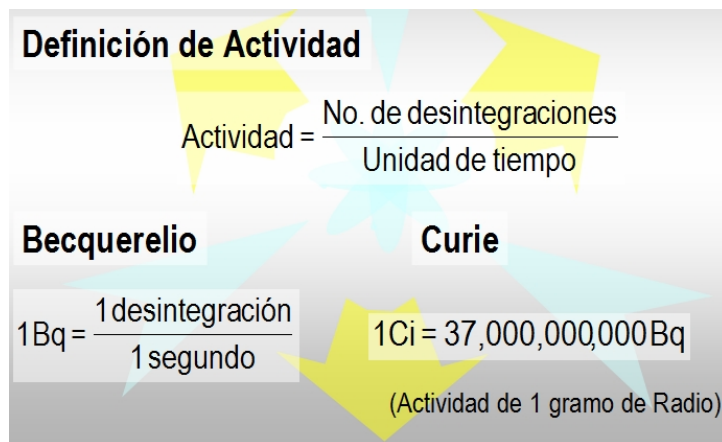 Definición de Actividad
Actividad = No. de desintegraciones / Unidad de tiempo
Becquerelio
1Bq = 1 desintegración / 1 segundo
Curie
1Ci = 37,000,000,000 Bq
(Actividad de 1 gramo de Radio)